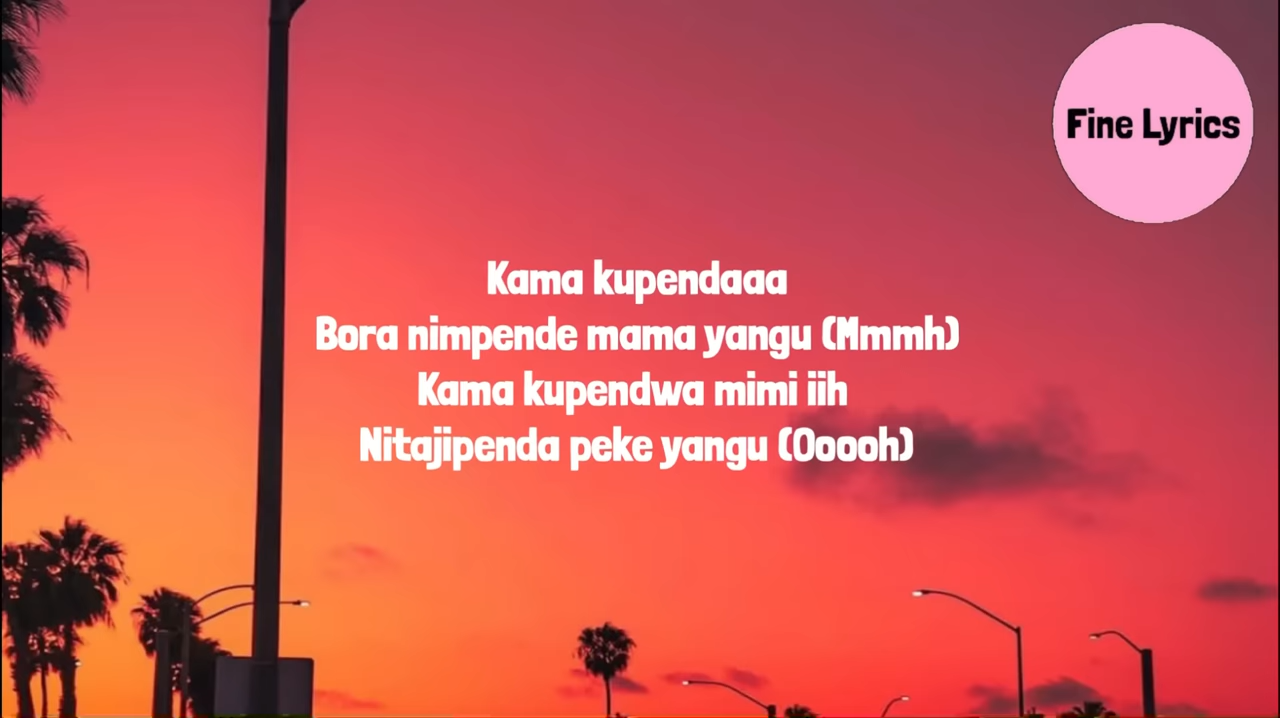 Fine Lyrics
Kama kupendaaa
Bora nimpende mama yangu (Mmmh)
Kama kupendwa mimi iih
Nitajipenda peke yangu (Ooooh)